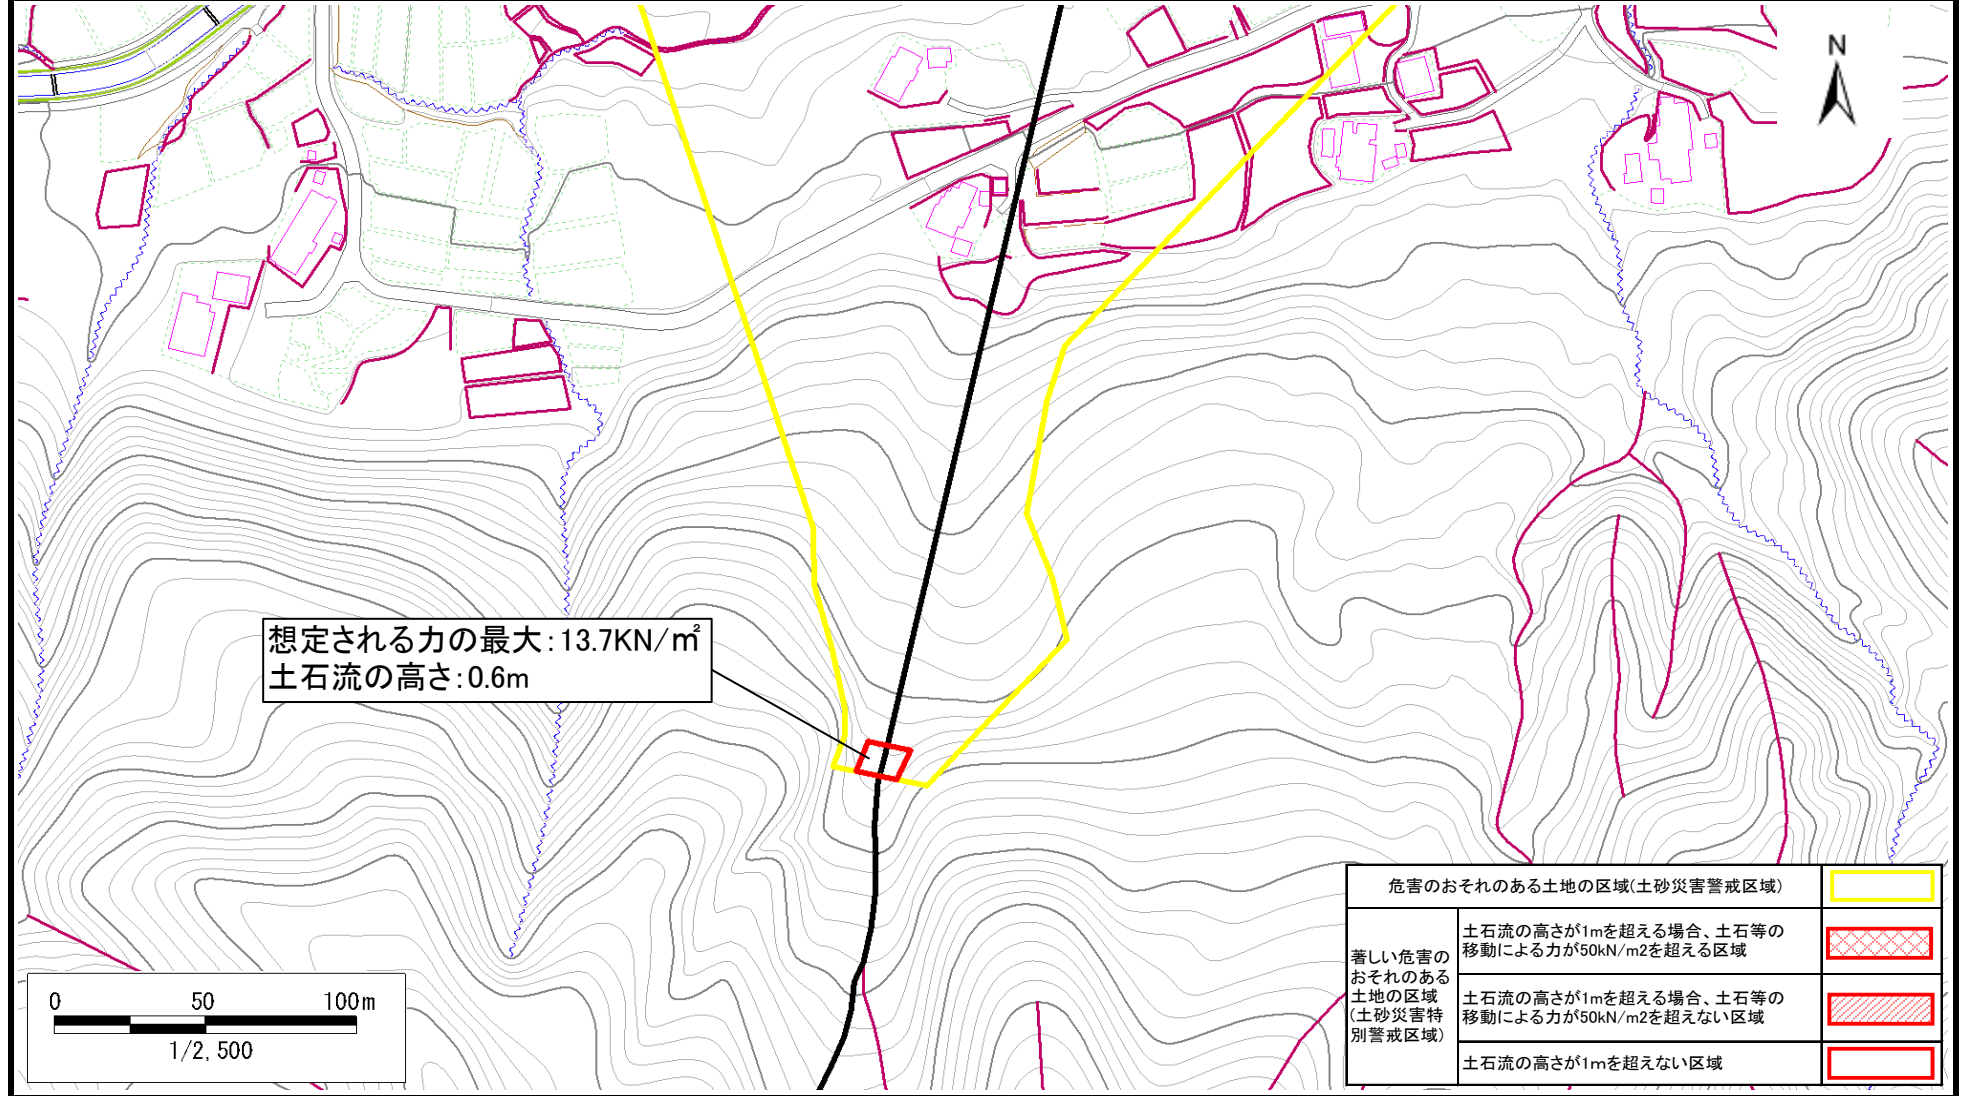 N
想定される力の最大:13.7KN/㎡
土石流の高さ:0.6m
危害のおそれのある土地の区域(土砂災害警戒区域)
著しい危害の
おそれのある
土地の区域
(土砂災害特
別警戒区域)
土石流の高さが1mを超える場合、土石等の
移動による力が50kN/m2を超える区域
土石流の高さが1mを超える場合、土石等の
移動による力が50kN/m2を超えない区域
土石流の高さが1mを超えない区域
0 50 100m
1/2,500